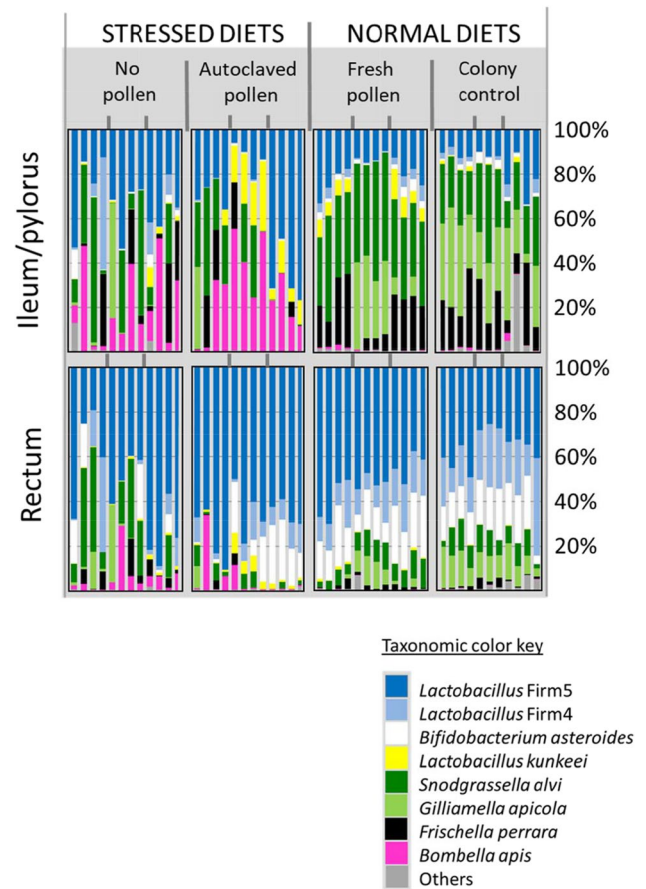 STRESSED DIETS NORMAL DIETS
No pollen
Autoclaved pollen
Fresh pollen
Colony control
Ileum/pylorus
100%
80%
60%
40%
20%
Rectum
100%
80%
60%
40%
20%
Taxonomic color key
Lactobacillus Firm5
Lactobacillus Firm4
Bifidobacterium asteroides
Lactobacillus kunkeei
Snodgrassella alvi
Gilliamella apicola
Frischella perrara
Bombella apis
Others